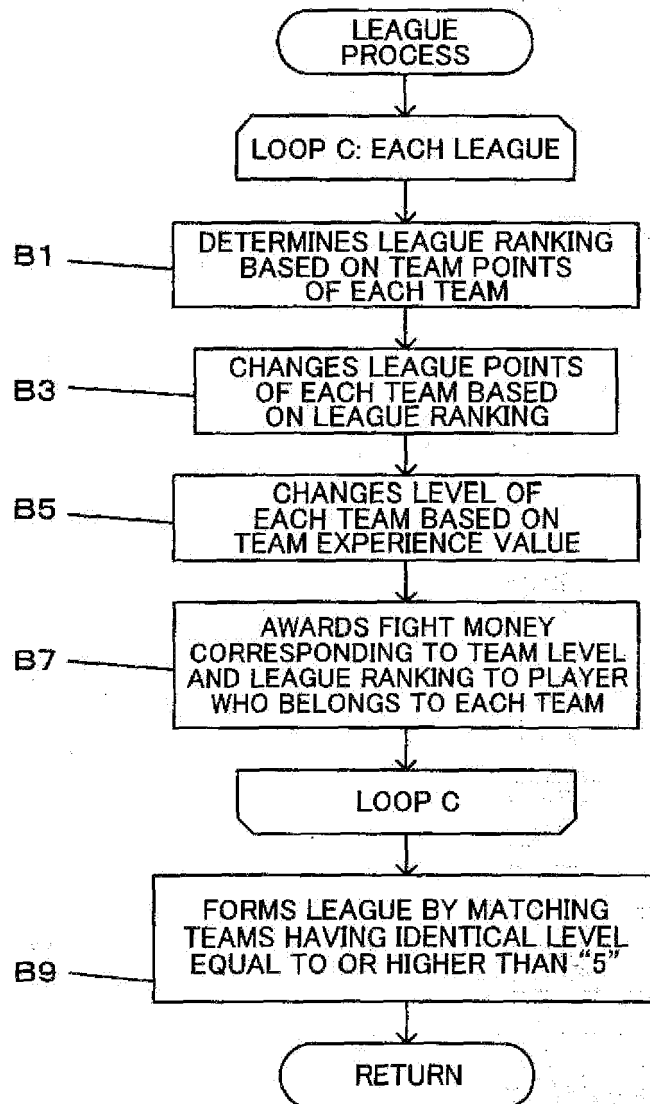 LEAGUE
PROCESS
LOOP C: EACH LEAGUE
B1
DETERMINES LEAGUE RANKING
BASED ON TEAM POINTS
OF EACH TEAM
B3
CHANGES LEAGUE POINTS
OF EACH TEAM BASED
ON LEAGUE RANKING
B5
CHANGES LEVEL OF
EACH TEAM BASED ON
TEAM EXPERIENCE VALUE
B7
AWARDS FIGHT MONEY
CORRESPONDING TO TEAM LEVEL
AND LEAGUE RANKING TO PLAYER
WHO BELONGS TO EACH TEAM
LOOP C
B9
FORMS LEAGUE BY MATCHING
TEAMS HAVING IDENTICAL LEVEL
EQUAL TO OR HIGHER THAN “5”
RETURN